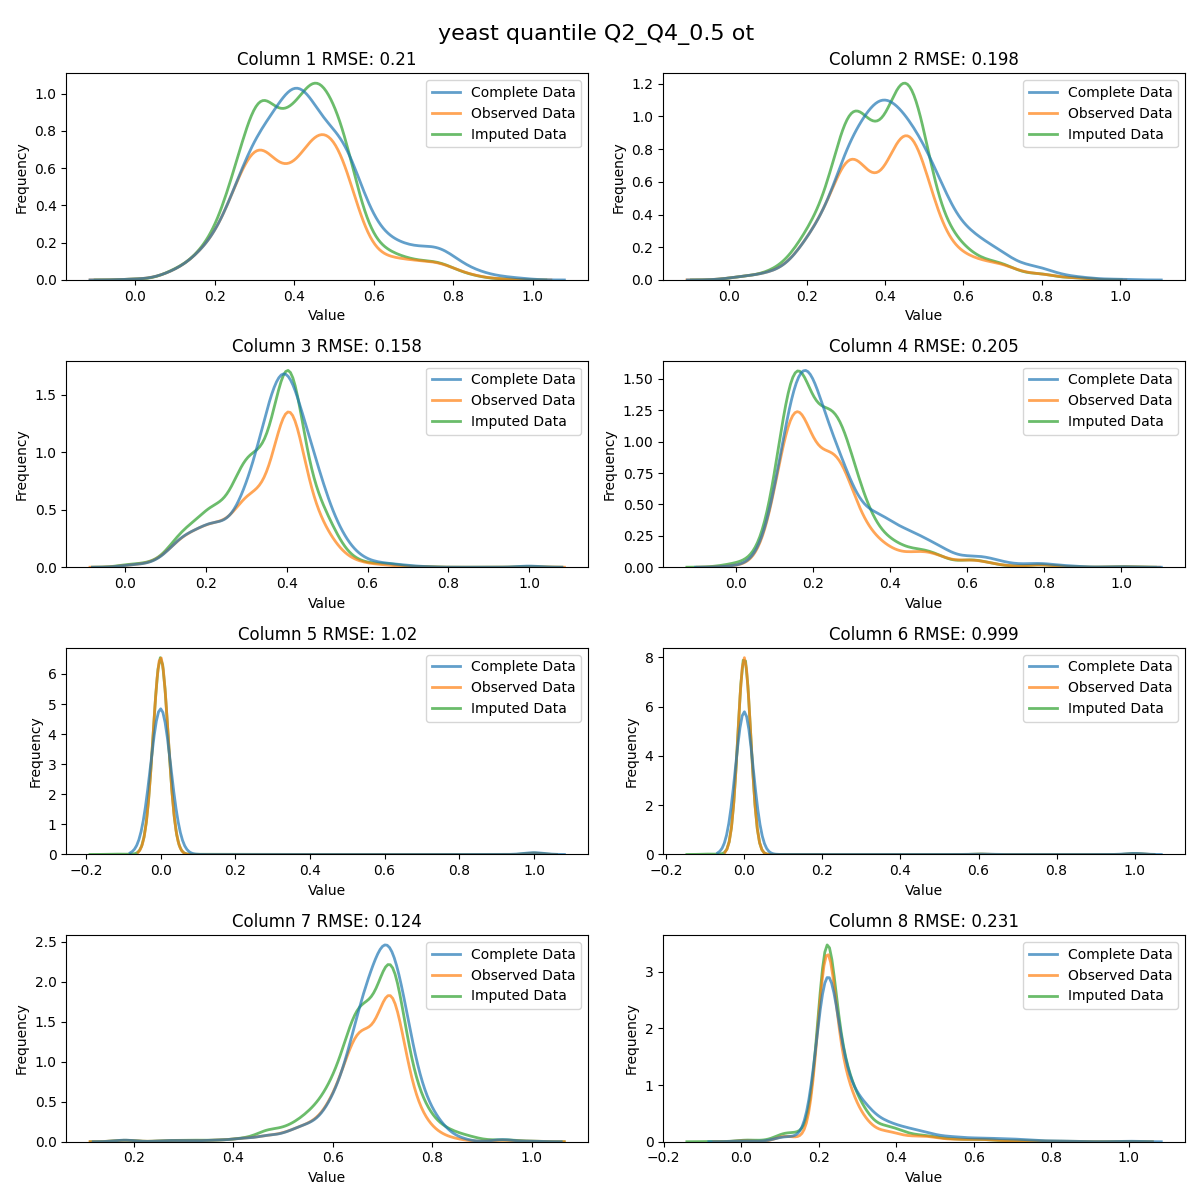 yeast quantile Q2_Q4_0.5 ot
Column 1 RMSE: 0.21
Complete Data
Observed Data
Imputed Data
Frequency
1.0
0.8
0.6
0.4
0.2
0.0
0.0 0.2 0.4 0.6 0.8 1.0
Value
Column 2 RMSE: 0.198
Complete Data
Observed Data
Imputed Data
Frequency
1.2
1.0
0.8
0.6
0.4
0.2
0.0
0.0 0.2 0.4 0.6 0.8 1.0
Value
Column 3 RMSE: 0.158
Complete Data
Observed Data
Imputed Data
Frequency
1.5
1.0
0.5
0.0
0.0 0.2 0.4 0.6 0.8 1.0
Value
Column 4 RMSE: 0.205
Complete Data
Observed Data
Imputed Data
Frequency
1.50
1.25
1.00
0.75
0.50
0.25
0.00
0.0 0.2 0.4 0.6 0.8 1.0
Value
Column 5 RMSE: 1.02
Complete Data
Observed Data
Imputed Data
Frequency
6
5
4
3
2
1
0
−0.2 0.0 0.2 0.4 0.6 0.8 1.0
Value
Column 6 RMSE: 0.999
Complete Data
Observed Data
Imputed Data
Frequency
8
6
4
2
0
−0.2 0.0 0.2 0.4 0.6 0.8 1.0
Value
Column 7 RMSE: 0.124
Complete Data
Observed Data
Imputed Data
Frequency
2.5
2.0
1.5
1.0
0.5
0.0
0.2 0.4 0.6 0.8 1.0
Value
Column 8 RMSE: 0.231
Complete Data
Observed Data
Imputed Data
Frequency
3
2
1
0
−0.2 0.0 0.2 0.4 0.6 0.8 1.0
Value